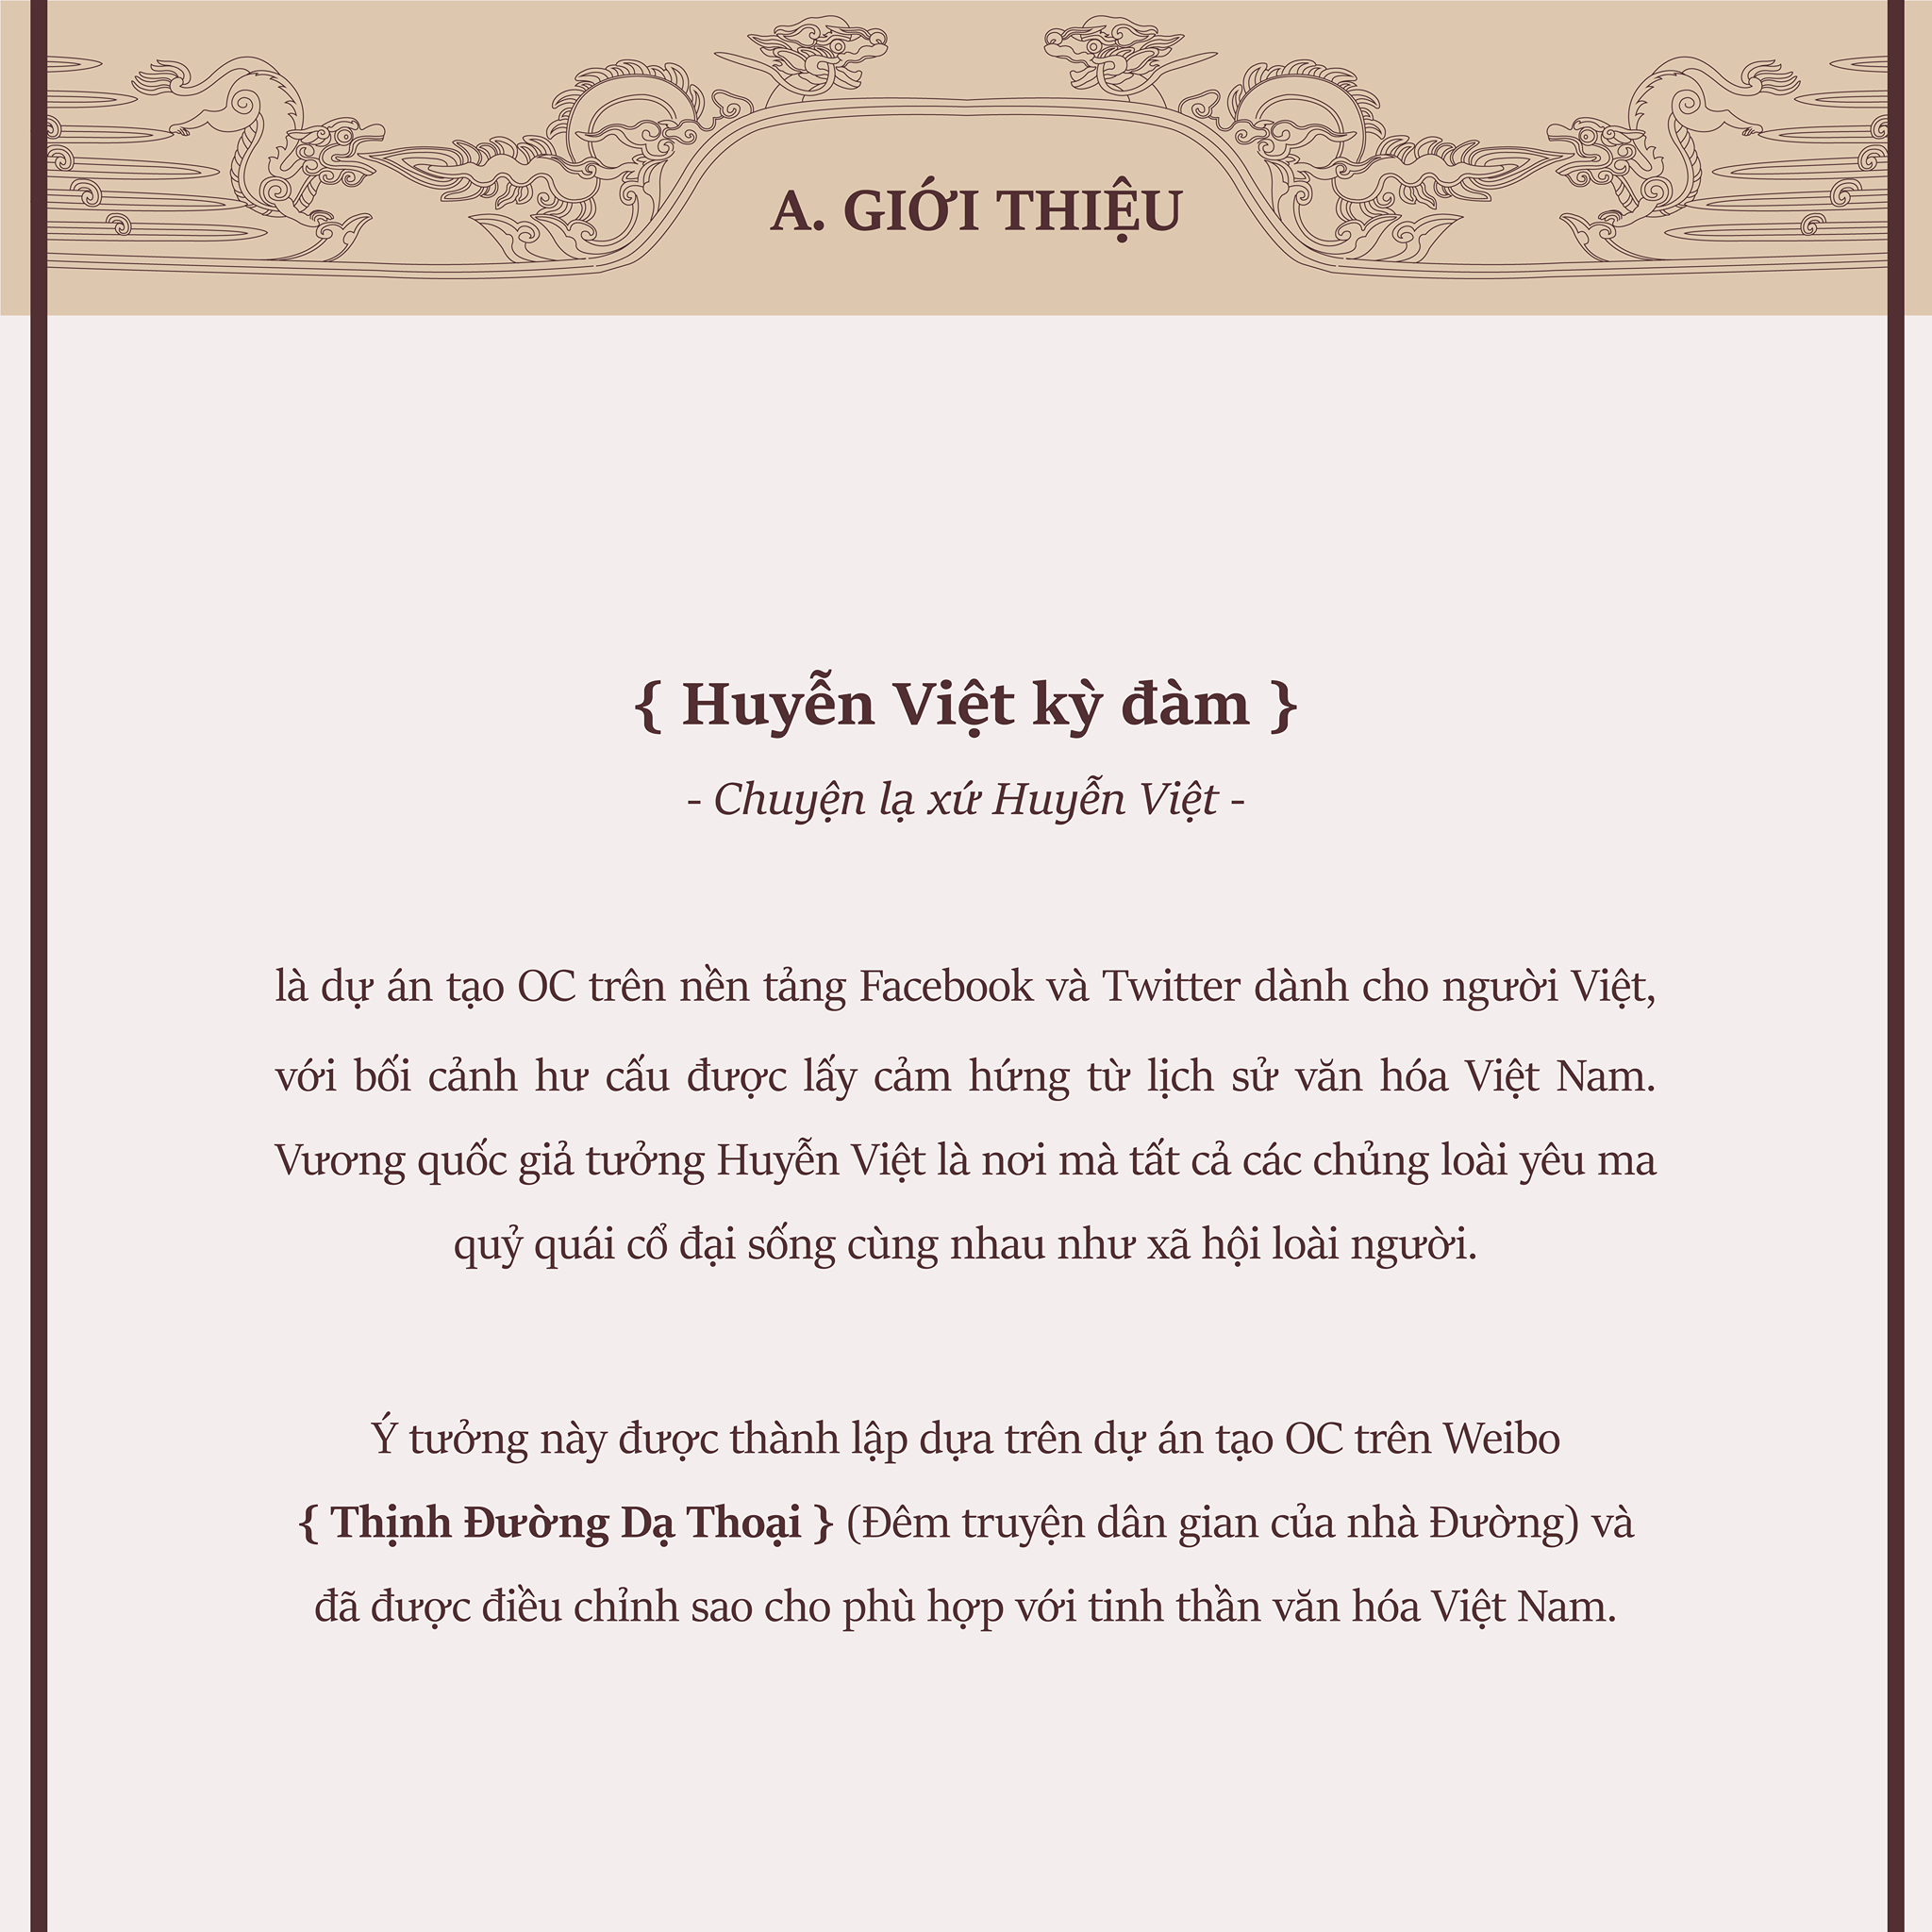 A. GIỚI THIỆU
{ Huyễn Việt kỳ đàm }
- Chuyện lạ xứ Huyễn Việt -
là dự án tạo OC trên nền tảng Facebook và Twitter dành cho người Việt,
với bối cảnh hư cấu được lấy cảm hứng từ lịch sử văn hóa Việt Nam.
Vương quốc giả tưởng Huyễn Việt là nơi mà tất cả các chủng loài yêu ma
quỷ quái cổ đại sống cùng nhau như xã hội loài người.
Ý tưởng này được thành lập dựa trên dự án tạo OC trên Weibo
{ Thịnh Đường Dạ Thoại } (Đêm truyện dân gian của nhà Đường) và
đã được điều chỉnh sao cho phù hợp với tinh thần văn hóa Việt Nam.